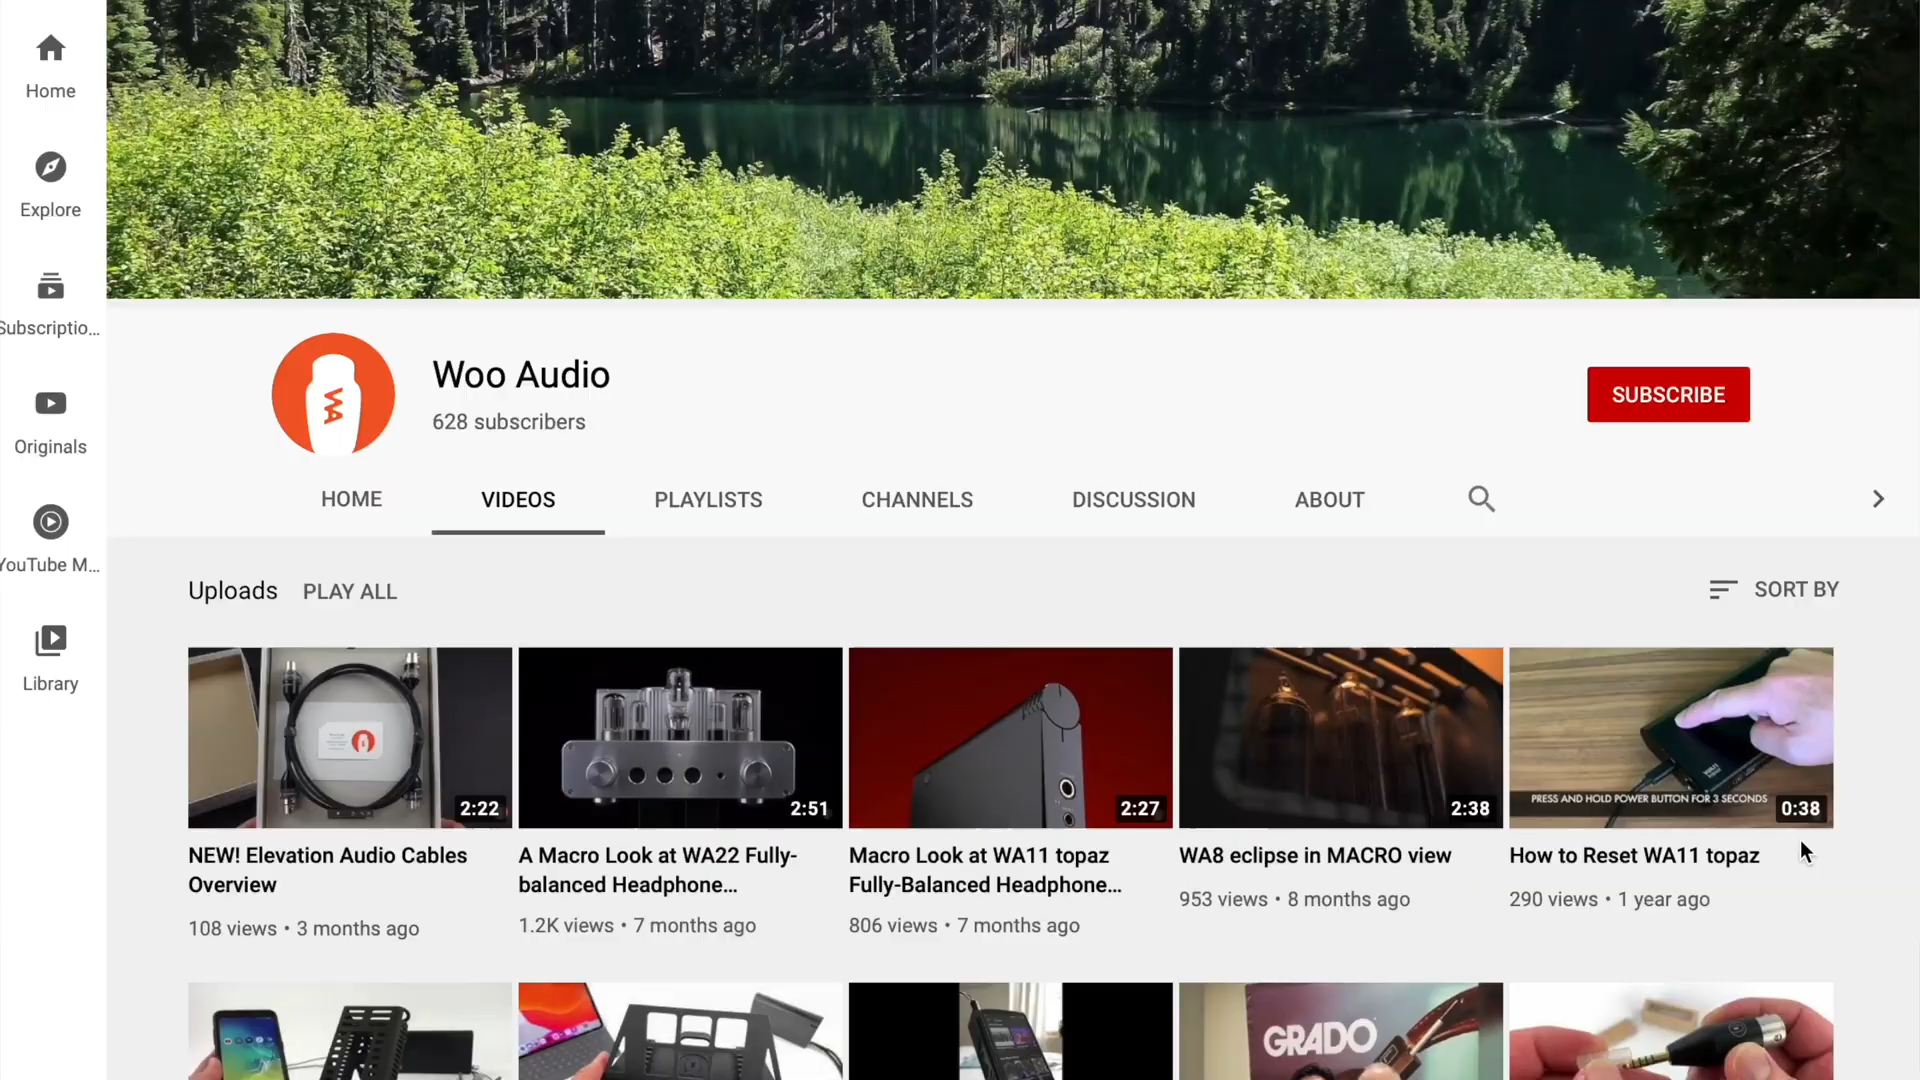 Home
Explore
Subscriptio...
Originals
YouTube M...
Library
Woo Audio
628 subscribers
SUBSCRIBE
HOME
VIDEOS
PLAYLISTS
CHANNELS
DISCUSSION
ABOUT
Uploads
PLAY ALL
SORT BY
2:22
2:51
2:27
2:38
PRESS AND HOLD POWER BUTTON FOR 3 SECONDS
0:38
NEW! Elevation Audio Cables
Overview
108 views • 3 months ago
A Macro Look at WA22 Fully-
balanced Headphone...
1.2K views • 7 months ago
Macro Look at WA11 topaz
Fully-Balanced Headphone...
806 views • 7 months ago
WA8 eclipse in MACRO view
953 views • 8 months ago
How to Reset WA11 topaz
290 views • 1 year ago
GRADO